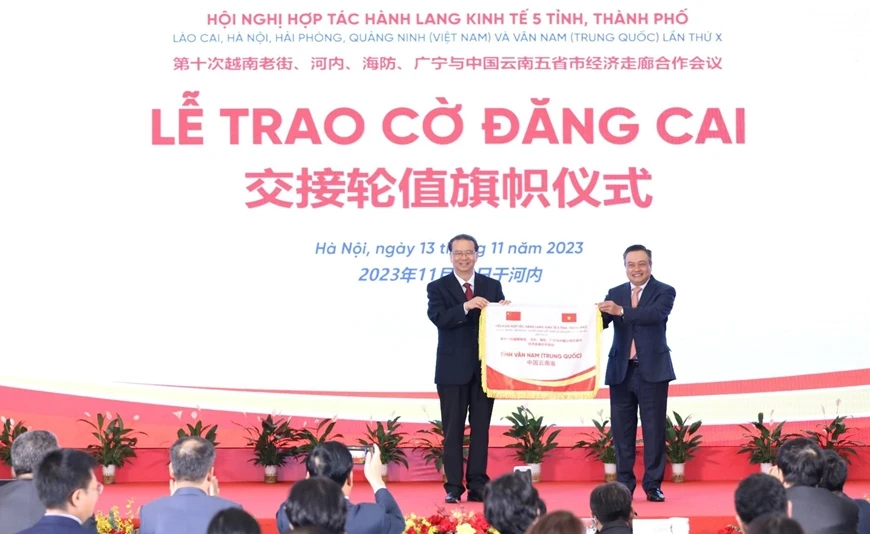 HỘI NGHỊ HỢP TÁC HÀNH LANG KINH TẾ 5 TỈNH, THÀNH PHỐ
LÀO CAI, HÀ NỘI, HẢI PHÒNG, QUẢNG NINH (VIỆT NAM) VÀ VÂN NAM (TRUNG QUỐC) LẦN THỨ X
第十次越南老街、河内、海防、广宁与中国云南五省市经济走廊合作会议
LỄ TRAO CỜ ĐĂNG CAI
交接轮值旗帜仪式
Hà Nội, ngày 13 th 11 năm 2023
2023年11月 日于河内
TỈNH VÂN NAM (TRUNG QUỐC)
中国云南省